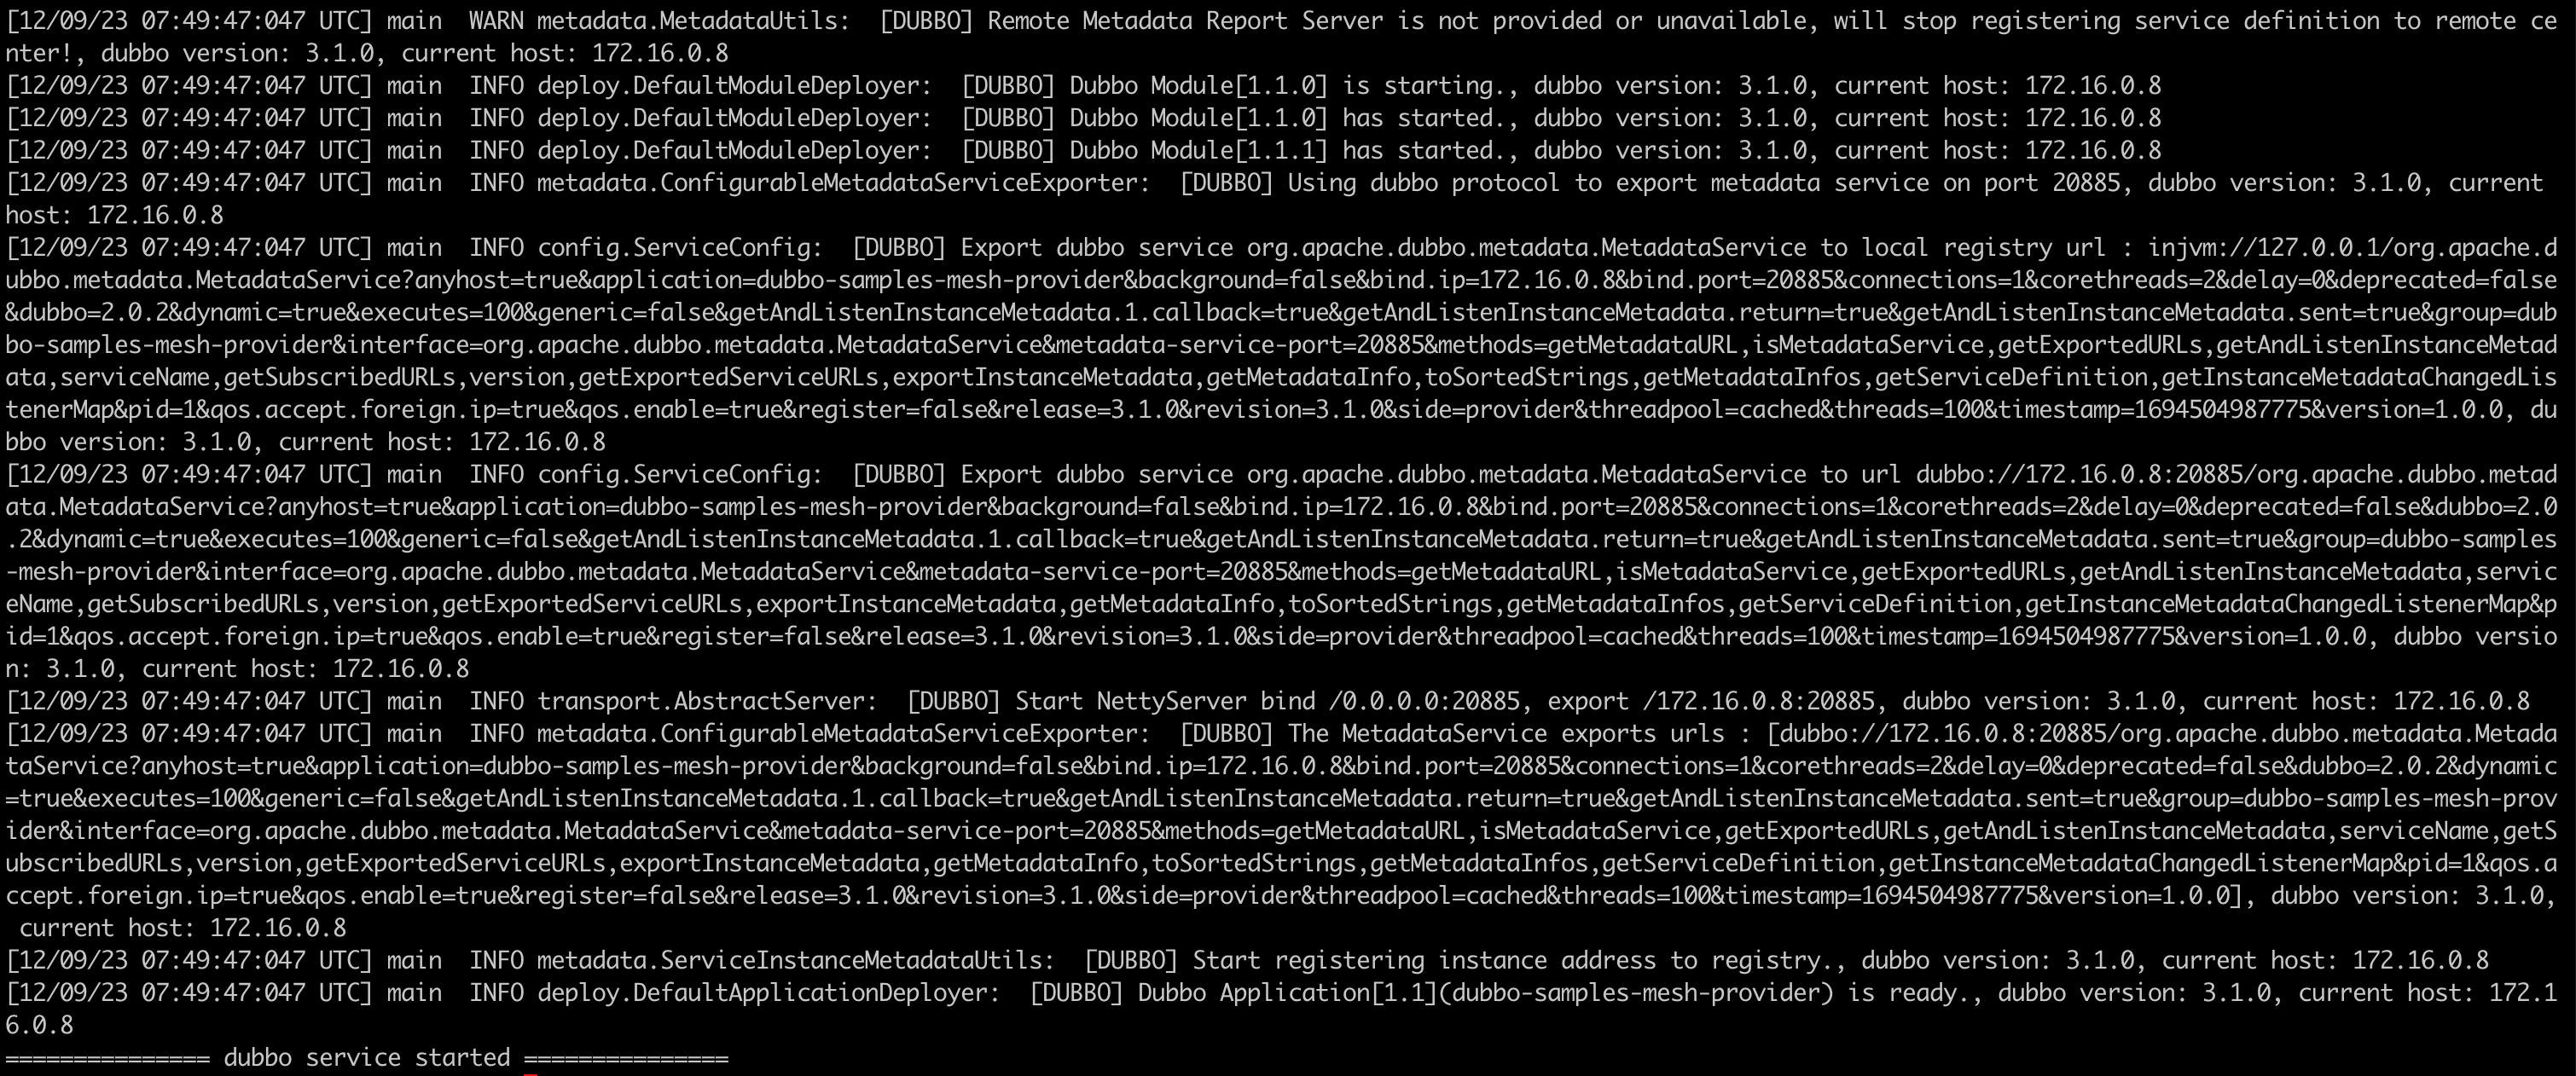 [12/09/23 07:49:47:047 UTC] main  WARN metadata.MetadataUtils:  [DUBBO] Remote Metadata Report Server is not provided or unavailable, will stop registering service definition to remote ce
nter!, dubbo version: 3.1.0, current host: 172.16.0.8
[12/09/23 07:49:47:047 UTC] main  INFO deploy.DefaultModuleDeployer:  [DUBBO] Dubbo Module[1.1.0] is starting., dubbo version: 3.1.0, current host: 172.16.0.8
[12/09/23 07:49:47:047 UTC] main  INFO deploy.DefaultModuleDeployer:  [DUBBO] Dubbo Module[1.1.0] has started., dubbo version: 3.1.0, current host: 172.16.0.8
[12/09/23 07:49:47:047 UTC] main  INFO deploy.DefaultModuleDeployer:  [DUBBO] Dubbo Module[1.1.1] has started., dubbo version: 3.1.0, current host: 172.16.0.8
[12/09/23 07:49:47:047 UTC] main  INFO metadata.ConfigurableMetadataServiceExporter:  [DUBBO] Using dubbo protocol to export metadata service on port 20885, dubbo version: 3.1.0, current
host: 172.16.0.8
[12/09/23 07:49:47:047 UTC] main  INFO config.ServiceConfig:  [DUBBO] Export dubbo service org.apache.dubbo.metadata.MetadataService to local registry url : injvm://127.0.0.1/org.apache.d
ubbo.metadata.MetadataService?anyhost=true&application=dubbo-samples-mesh-provider&background=false&bind.ip=172.16.0.8&bind.port=20885&connections=1&corethreads=2&delay=0&deprecated=false
&dubbo=2.0.2&dynamic=true&executes=100&generic=false&getAndListenInstanceMetadata.1.callback=true&getAndListenInstanceMetadata.return=true&getAndListenInstanceMetadata.sent=true&group=dub
bo-samples-mesh-provider&interface=org.apache.dubbo.metadata.MetadataService&metadata-service-port=20885&methods=getMetadataURL,isMetadataService,getExportedURLs,getAndListenInstanceMetad
ata,serviceName,getSubscribedURLs,version,getExportedServiceURLs,exportInstanceMetadata,getMetadataInfo,toSortedStrings,getMetadataInfos,getServiceDefinition,getInstanceMetadataChangedLis
tenerMap&pid=1&qos.accept.foreign.ip=true&qos.enable=true&register=false&release=3.1.0&revision=3.1.0&side=provider&threadpool=cached&threads=100&timestamp=1694504987775&version=1.0.0, du
bbo version: 3.1.0, current host: 172.16.0.8
[12/09/23 07:49:47:047 UTC] main  INFO config.ServiceConfig:  [DUBBO] Export dubbo service org.apache.dubbo.metadata.MetadataService to url dubbo://172.16.0.8:20885/org.apache.dubbo.metad
ata.MetadataService?anyhost=true&application=dubbo-samples-mesh-provider&background=false&bind.ip=172.16.0.8&bind.port=20885&connections=1&corethreads=2&delay=0&deprecated=false&dubbo=2.0
.2&dynamic=true&executes=100&generic=false&getAndListenInstanceMetadata.1.callback=true&getAndListenInstanceMetadata.return=true&getAndListenInstanceMetadata.sent=true&group=dubbo-samples
-mesh-provider&interface=org.apache.dubbo.metadata.MetadataService&metadata-service-port=20885&methods=getMetadataURL,isMetadataService,getExportedURLs,getAndListenInstanceMetadata,servic
eName,getSubscribedURLs,version,getExportedServiceURLs,exportInstanceMetadata,getMetadataInfo,toSortedStrings,getMetadataInfos,getServiceDefinition,getInstanceMetadataChangedListenerMap&p
id=1&qos.accept.foreign.ip=true&qos.enable=true&register=false&release=3.1.0&revision=3.1.0&side=provider&threadpool=cached&threads=100&timestamp=1694504987775&version=1.0.0, dubbo versio
n: 3.1.0, current host: 172.16.0.8
[12/09/23 07:49:47:047 UTC] main  INFO transport.AbstractServer:  [DUBBO] Start NettyServer bind /0.0.0.0:20885, export /172.16.0.8:20885, dubbo version: 3.1.0, current host: 172.16.0.8
[12/09/23 07:49:47:047 UTC] main  INFO metadata.ConfigurableMetadataServiceExporter:  [DUBBO] The MetadataService exports urls : [dubbo://172.16.0.8:20885/org.apache.dubbo.metadata.Metada
taService?anyhost=true&application=dubbo-samples-mesh-provider&background=false&bind.ip=172.16.0.8&bind.port=20885&connections=1&corethreads=2&delay=0&deprecated=false&dubbo=2.0.2&dynamic
=true&executes=100&generic=false&getAndListenInstanceMetadata.1.callback=true&getAndListenInstanceMetadata.return=true&getAndListenInstanceMetadata.sent=true&group=dubbo-samples-mesh-prov
ider&interface=org.apache.dubbo.metadata.MetadataService&metadata-service-port=20885&methods=getMetadataURL,isMetadataService,getExportedURLs,getAndListenInstanceMetadata,serviceName,getS
ubscribedURLs,version,getExportedServiceURLs,exportInstanceMetadata,getMetadataInfo,toSortedStrings,getMetadataInfos,getServiceDefinition,getInstanceMetadataChangedListenerMap&pid=1&qos.a
ccept.foreign.ip=true&qos.enable=true&register=false&release=3.1.0&revision=3.1.0&side=provider&threadpool=cached&threads=100&timestamp=1694504987775&version=1.0.0], dubbo version: 3.1.0,
 current host: 172.16.0.8
[12/09/23 07:49:47:047 UTC] main  INFO metadata.ServiceInstanceMetadataUtils:  [DUBBO] Start registering instance address to registry., dubbo version: 3.1.0, current host: 172.16.0.8
[12/09/23 07:49:47:047 UTC] main  INFO deploy.DefaultApplicationDeployer:  [DUBBO] Dubbo Application[1.1](dubbo-samples-mesh-provider) is ready., dubbo version: 3.1.0, current host: 172.1
6.0.8
=============== dubbo service started ===============